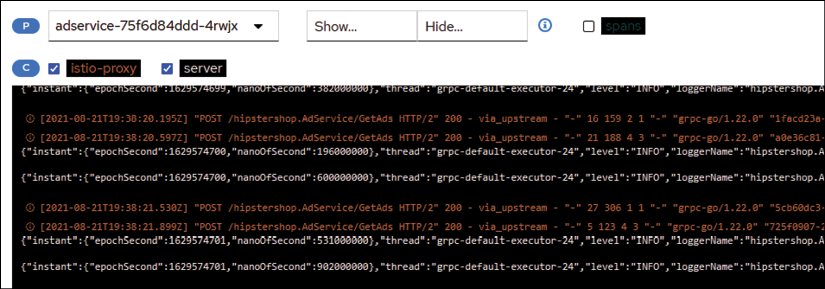 P adservice-75f6d84ddd-4rwjx Show... Hide... spans
C istio-proxy server
{"instant":{"epochSecond":1629574699,"nanoOfSecond":382000000},"thread":"grpc-default-executor-24","level":"INFO","loggerName":"hipstershop.A
[2021-08-21T19:38:20.195Z] "POST /hipstershop.AdService/GetAds HTTP/2" 200 - via_upstream - "-" 16 159 2 1 "-" "grpc-go/1.22.0" "1facd23a-
[2021-08-21T19:38:20.597Z] "POST /hipstershop.AdService/GetAds HTTP/2" 200 - via_upstream - "-" 21 188 4 3 "-" "grpc-go/1.22.0" "a0e36c81-
{"instant":{"epochSecond":1629574700,"nanoOfSecond":196000000},"thread":"grpc-default-executor-24","level":"INFO","loggerName":"hipstershop.A
{"instant":{"epochSecond":1629574700,"nanoOfSecond":600000000},"thread":"grpc-default-executor-24","level":"INFO","loggerName":"hipstershop.A
[2021-08-21T19:38:21.530Z] "POST /hipstershop.AdService/GetAds HTTP/2" 200 - via_upstream - "-" 27 306 1 1 "-" "grpc-go/1.22.0" "5cb60dc3-
[2021-08-21T19:38:21.899Z] "POST /hipstershop.AdService/GetAds HTTP/2" 200 - via_upstream - "-" 5 123 4 3 "-" "grpc-go/1.22.0" "725f0907-2
{"instant":{"epochSecond":1629574701,"nanoOfSecond":531000000},"thread":"grpc-default-executor-24","level":"INFO","loggerName":"hipstershop.A
{"instant":{"epochSecond":1629574701,"nanoOfSecond":902000000},"thread":"grpc-default-executor-24","level":"INFO","loggerName":"hipstershop.A